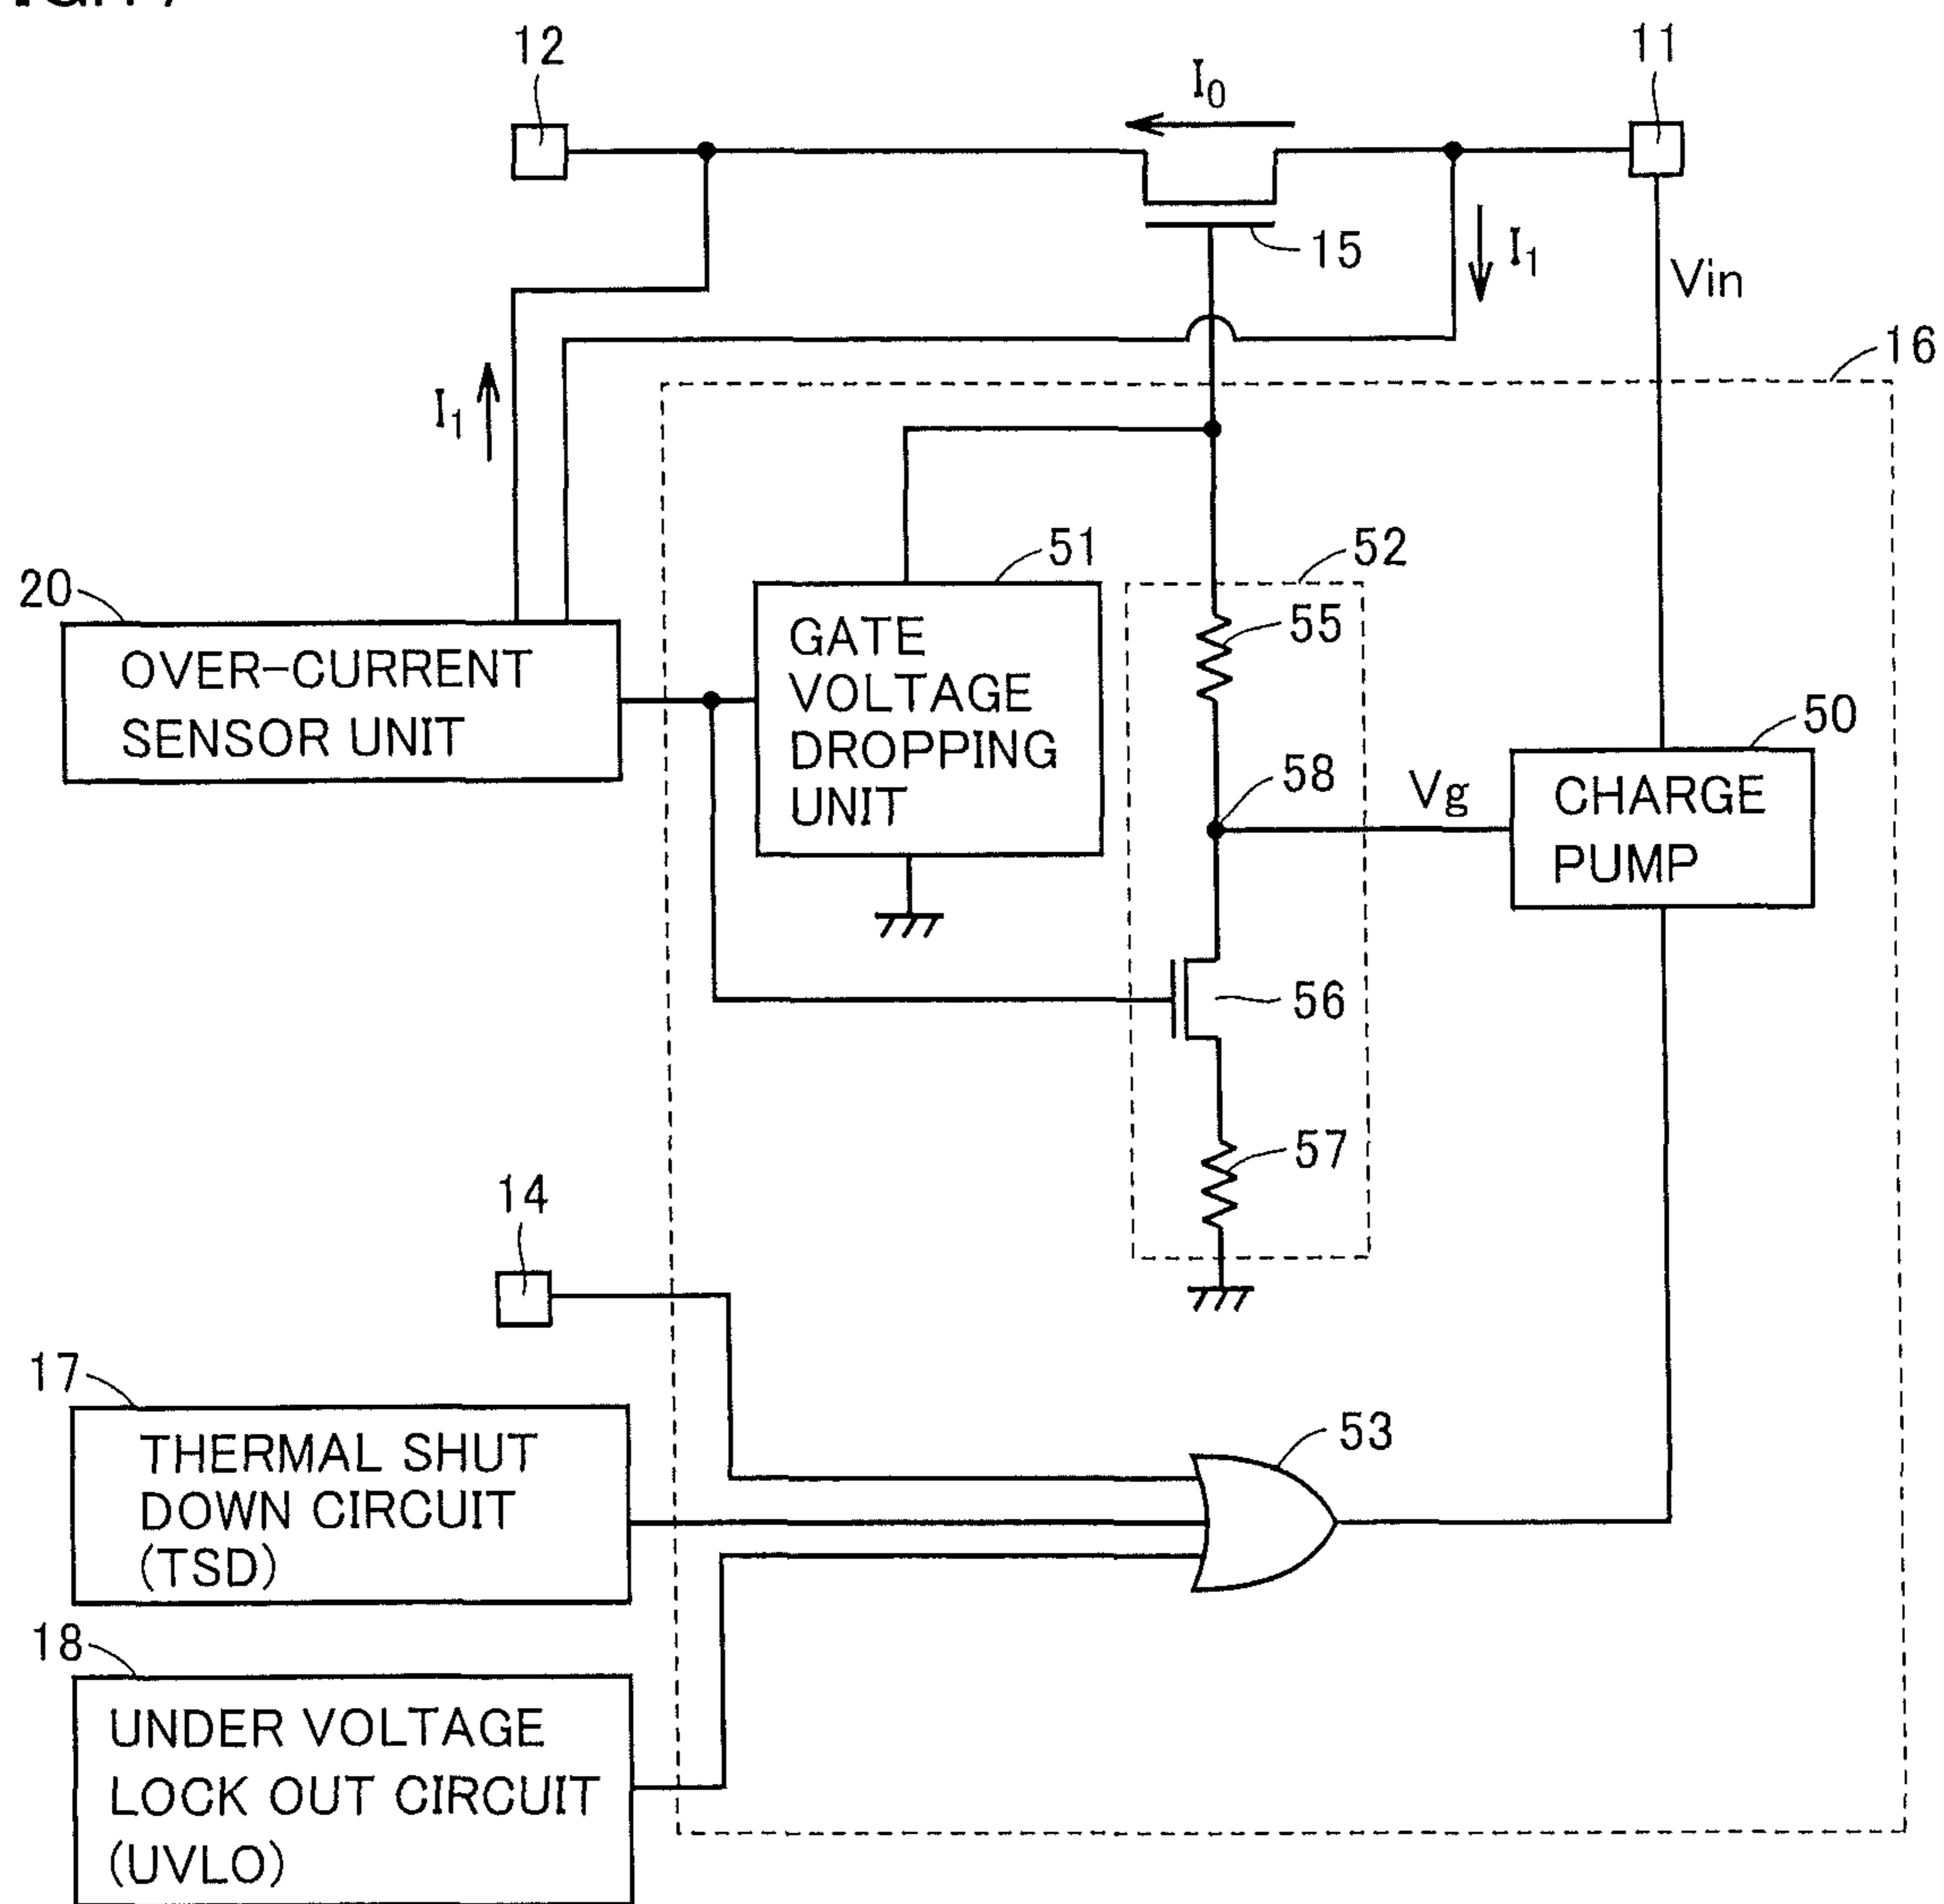 12
I0
11
15
I1
Vin
16
I1
51
52
20
55
GATE
VOLTAGE
DROPPING
UNIT
OVER-CURRENT
SENSOR UNIT
50
58
Vg
CHARGE
PUMP
56
57
14
17
53
THERMAL SHUT
DOWN CIRCUIT
(TSD)
18
UNDER VOLTAGE
LOCK OUT CIRCUIT
(UVLO)